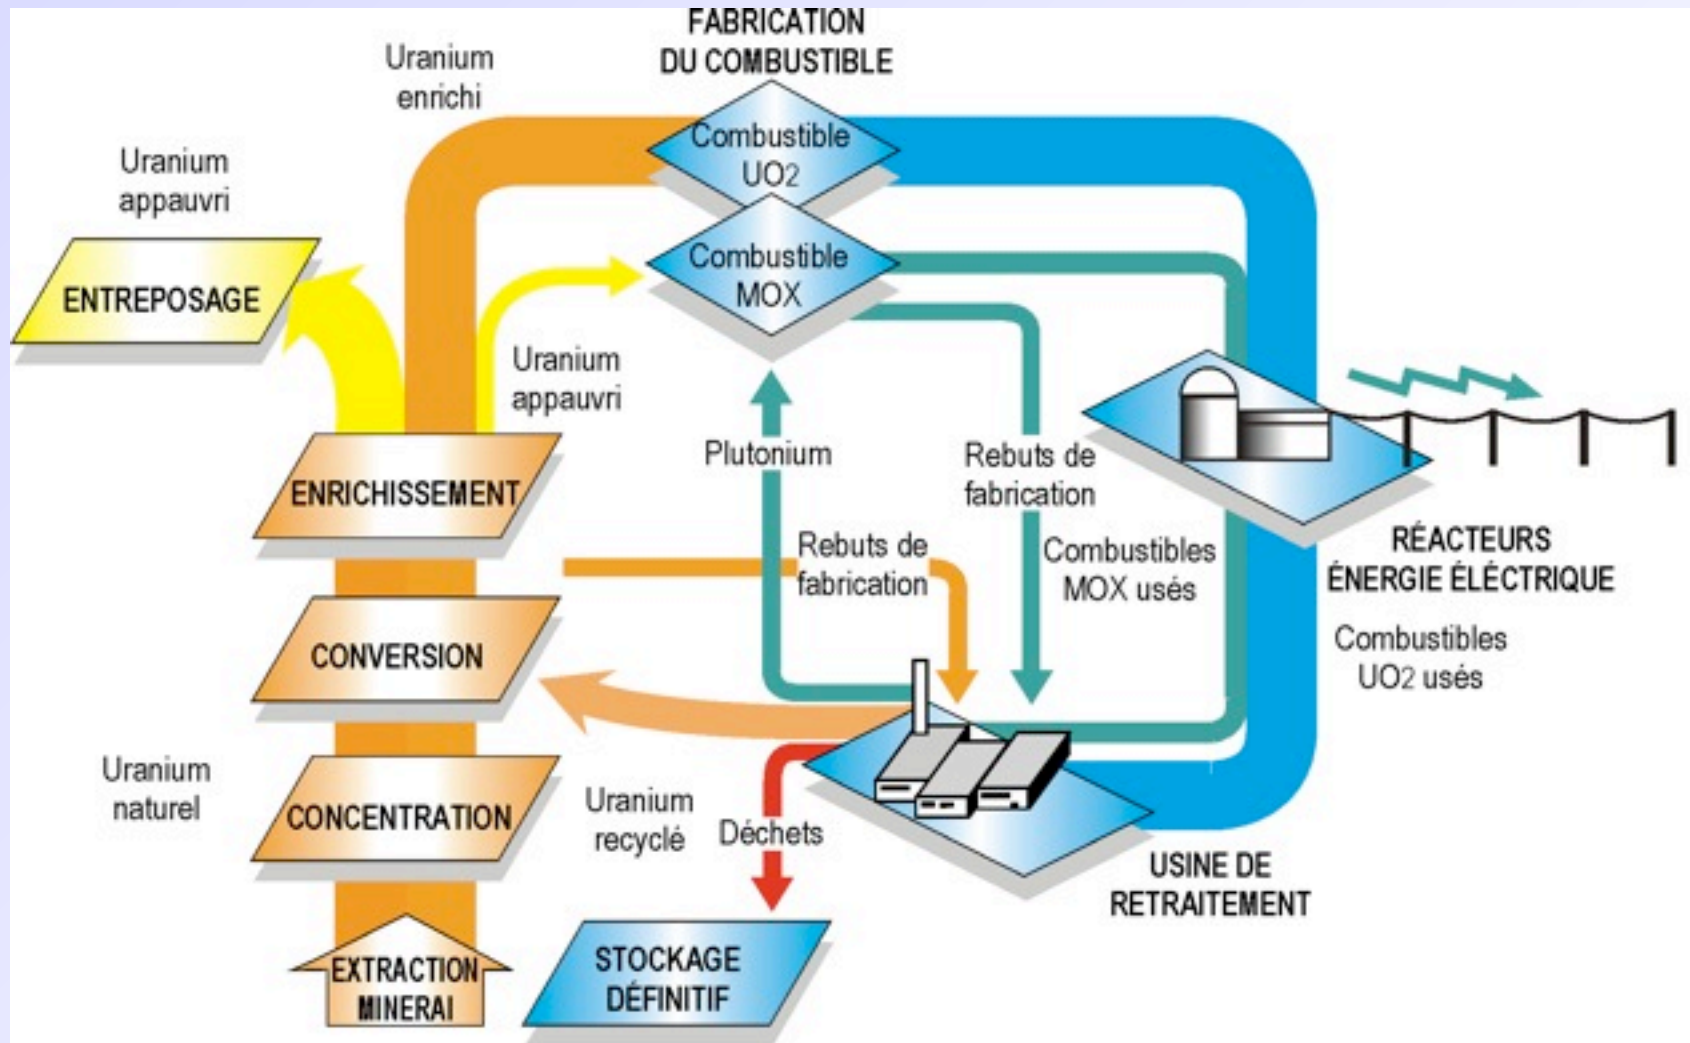 FABRICATION
DU COMBUSTIBLE
Uranium
enrichi
Combustible
UO2
Uranium
appauvri
Combustible
MOX
ENTREPOSAGE
Uranium
appauvri
Plutonium
Rebuts de
fabrication
ENRICHISSEMENT
Rebuts de
fabrication
Combustibles
MOX usés
RÉACTEURS
ÉNERGIE ÉLÉCTRIQUE
Combustibles
UO2 usés
CONVERSION
Uranium
naturel
CONCENTRATION
Uranium
recyclé
Déchets
USINE DE
RETRAITEMENT
EXTRACTION
MINERAI
STOCKAGE
DÉFINITIF